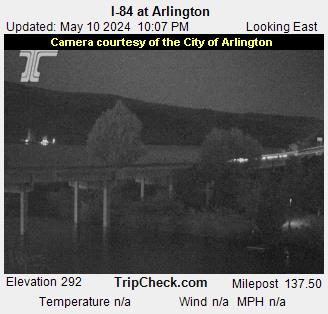 I-84 at Arlington
Updated: May 10 2024 10:07 PM Looking East
Camera courtesy of the City of Arlington
Elevation 292 TripCheck.com Milepost 137.50
Temperature n/a Wind n/a MPH n/a